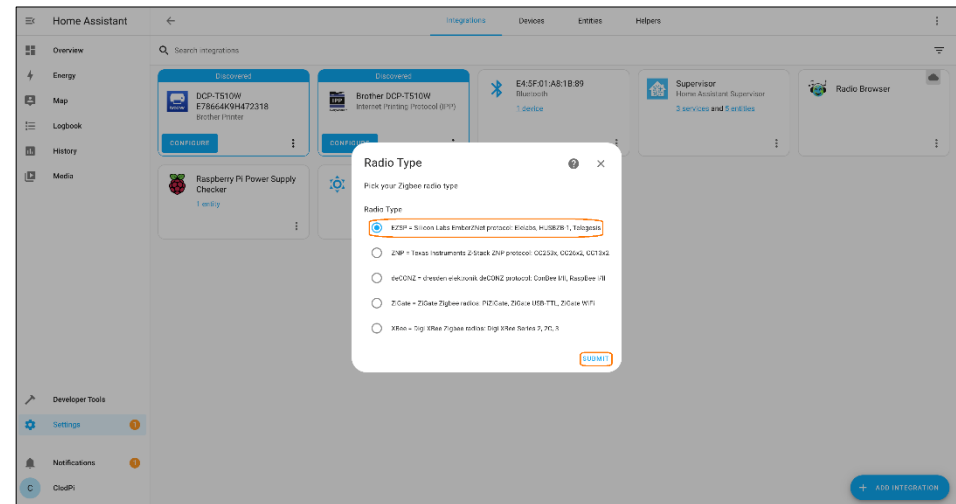 Home Assistant
Integrations
Devices
Entities
Helpers
Overview
Search integrations
Energy
Map
Logbook
History
Media
Discovered
DCP-T510W
E78664K9H472318
Brother Printer
CONFIGURE
Discovered
Brother DCP-T510W
Internet Printing Protocol (IPP)
E4:5F:01:A8:1B:89
Bluetooth
1 device
Supervisor
Home Assistant Supervisor
3 services and 5 entities
Radio Browser
Raspberry Pi Power Supply
Checker
1 entity
Radio Type
Pick your Zigbee radio type
Radio Type
EZSP = Silicon Labs EmberZNet protocol: Elelabs, HUSBZB-1, Telegesis
ZNP = Texas Instruments Z-Stack ZNP protocol: CC253x, CC26x2, CC13x2
deCONZ = dresden elektronik deCONZ protocol: ConBee I/II, RaspBee I/II
ZiGate = ZiGate Zigbee radios: PiZiGate, ZiGate USB-TTL, ZiGate WiFi
XBee = Digi XBee Zigbee radios: Digi XBee Series 2, 2C, 3
SUBMIT
Developer Tools
Settings
1
Notifications
1
C
ClodPi
+ ADD INTEGRATION